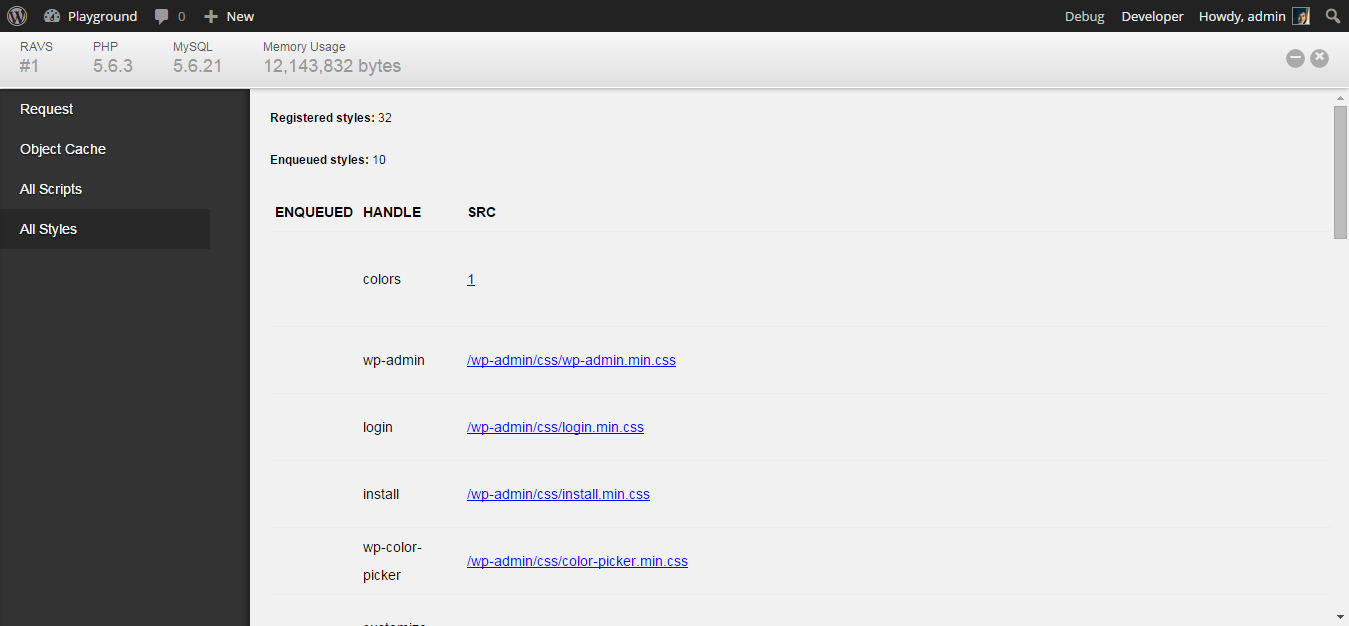 Playground 0 New Debug Developer Howdy, admin
RAVS PHP MySQL Memory Usage
#1 5.6.3 5.6.21 12,143,832 bytes
Request
Object Cache
All Scripts
All Styles
Registered styles: 32
Enqueued styles: 10
ENQUEUED HANDLE SRC
colors 1
wp-admin /wp-admin/css/wp-admin.min.css
login /wp-admin/css/login.min.css
install /wp-admin/css/install.min.css
wp-color-
picker /wp-admin/css/color-picker.min.css